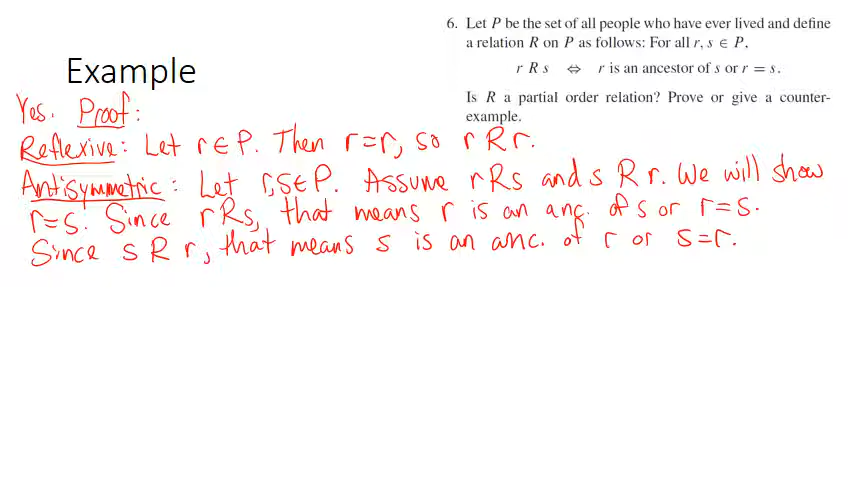 6. Let P be the set of all people who have ever lived and define
a relation R on P as follows: For all r, s ∈ P,
r R s ⇔ r is an ancestor of s or r = s.
Is R a partial order relation? Prove or give a counter-
example.
Example
Yes. Proof:
Reflexive: Let r ∈ P. Then r=r, so r R r.
Antisymmetric: Let r,s∈P. Assume rRs and s R r. We will show
r=s. Since rRs, that means r is an anc. of s or r=s.
Since s R r, that means s is an anc. of r or s=r.